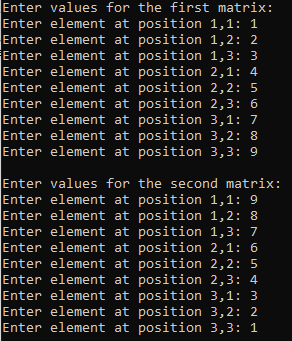 Enter values for the first matrix:
Enter element at position 1,1: 1
Enter element at position 1,2: 2
Enter element at position 1,3: 3
Enter element at position 2,1: 4
Enter element at position 2,2: 5
Enter element at position 2,3: 6
Enter element at position 3,1: 7
Enter element at position 3,2: 8
Enter element at position 3,3: 9

Enter values for the second matrix:
Enter element at position 1,1: 9
Enter element at position 1,2: 8
Enter element at position 1,3: 7
Enter element at position 2,1: 6
Enter element at position 2,2: 5
Enter element at position 2,3: 4
Enter element at position 3,1: 3
Enter element at position 3,2: 2
Enter element at position 3,3: 1